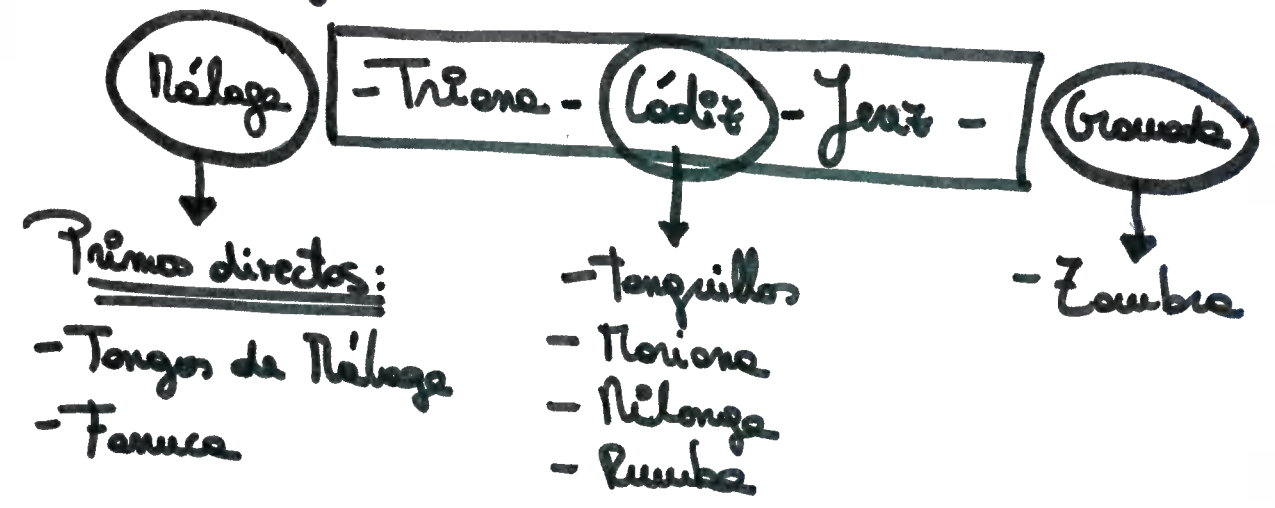 Málaga - Triana - Cádiz - Jerez - Granada
Primos directos:
- Tangos de Málaga
- Farruca
- Tanguillos
- Mariana
- Milonga
- Rumba
- Zambra